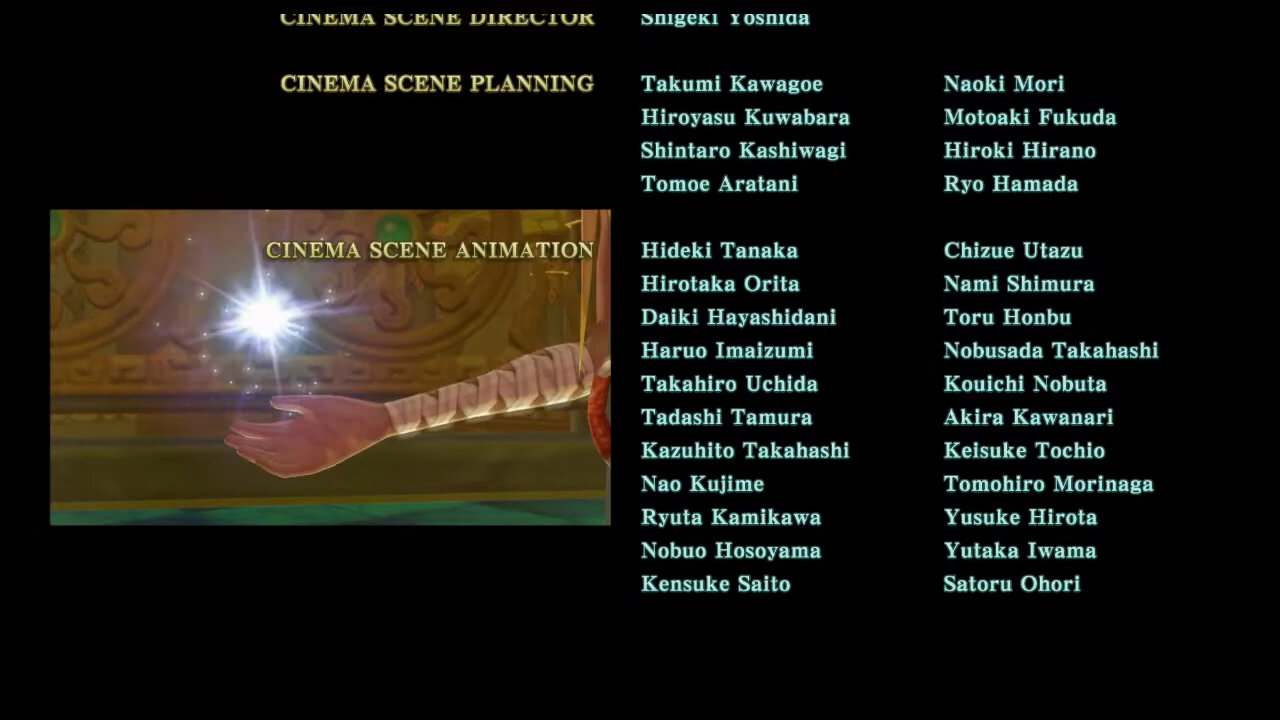 CINEMA SCENE DIRECTOR Shigeki Yoshida
CINEMA SCENE PLANNING Takumi Kawagoe Naoki Mori
Hiroyasu Kuwabara Motoaki Fukuda
Shintaro Kashiwagi Hiroki Hirano
Tomoe Aratani Ryo Hamada
CINEMA SCENE ANIMATION Hideki Tanaka Chizue Utazu
Hirotaka Orita Nami Shimura
Daiki Hayashidani Toru Honbu
Haruo Imaizumi Nobusada Takahashi
Takahiro Uchida Kouichi Nobuta
Tadashi Tamura Akira Kawanari
Kazuhito Takahashi Keisuke Tochio
Nao Kujime Tomohiro Morinaga
Ryuta Kamikawa Yusuke Hirota
Nobuo Hosoyama Yutaka Iwama
Kensuke Saito Satoru Ohori